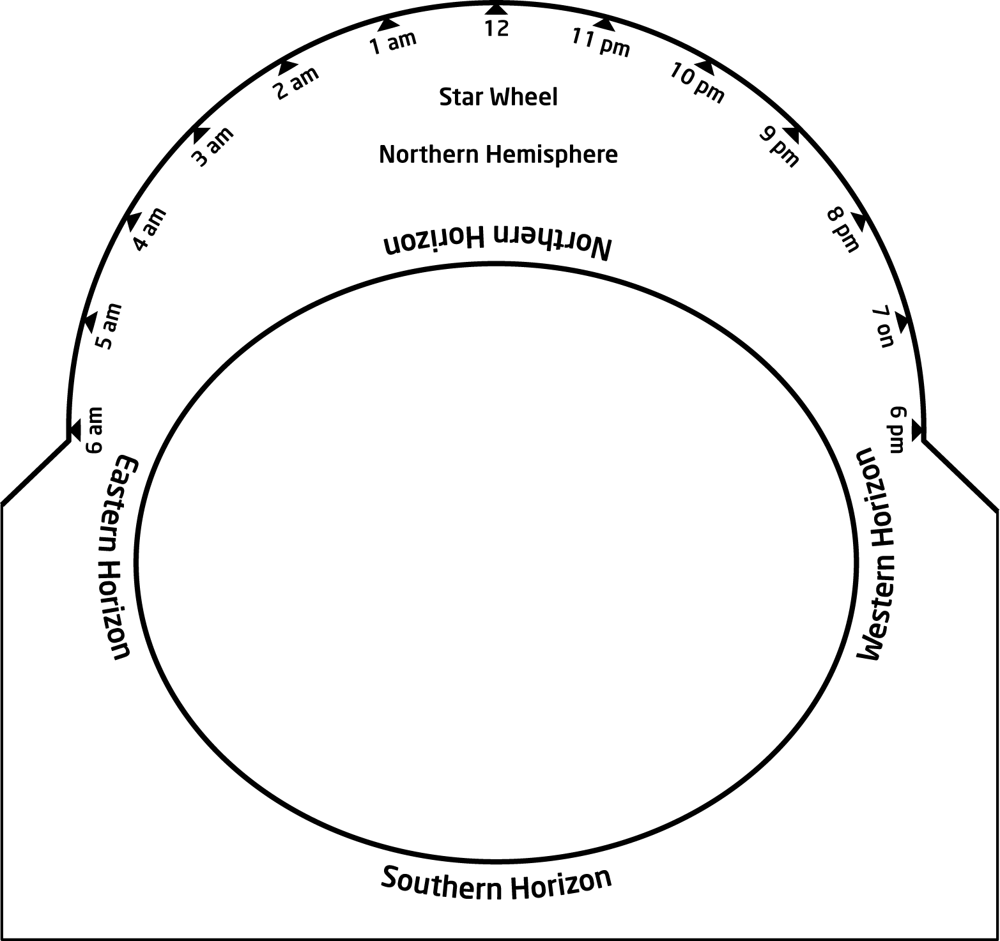 12
1 am
11 pm
2 am
10 pm
Star Wheel
3 am
9 pm
Northern Hemisphere
4 am
8 pm
Northern Horizon
5 am
7 on
6 am
6 pm
Eastern Horizon
Western Horizon
Southern Horizon